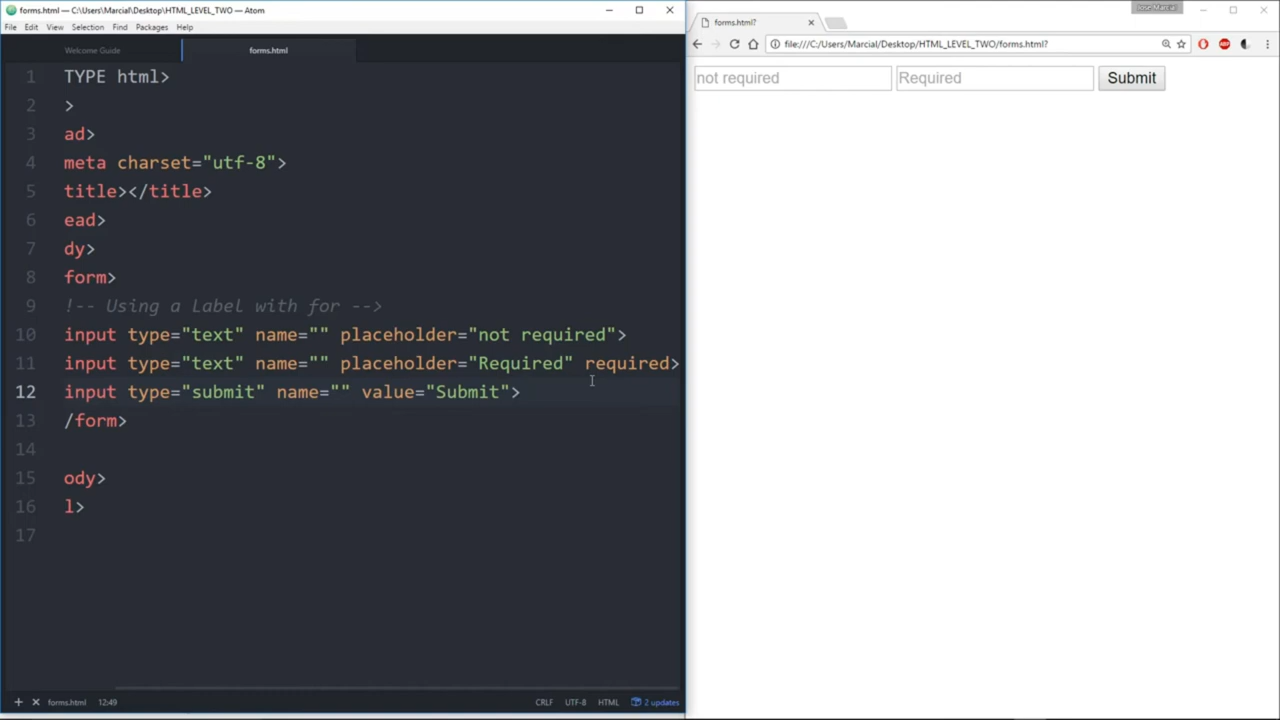 forms.html — C:\Users\Marcial\Desktop\HTML_LEVEL_TWO — Atom
File Edit View Selection Find Packages Help
Welcome Guide
forms.html
1 TYPE html>
2 >
3 ad>
4 meta charset="utf-8">
5 title></title>
6 ead>
7 dy>
8 form>
9 !-- Using a Label with for -->
10 input type="text" name="" placeholder="not required">
11 input type="text" name="" placeholder="Required" required>
12 input type="submit" name="" value="Submit">
13 /form>
14
15 ody>
16 l>
17
forms.html 12:49
CRLF UTF-8 HTML 2 updates
Jose Marcial
forms.html?
file:///C:/Users/Marcial/Desktop/HTML_LEVEL_TWO/forms.html?
ABP
not required Required Submit